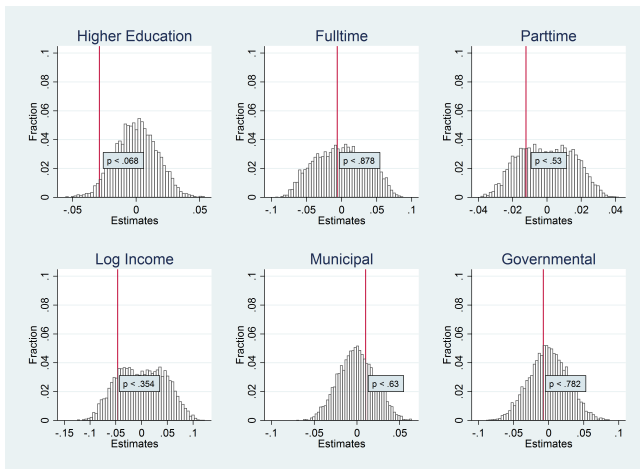 Higher Education
Fraction
0 .02 .04 .06 .08 .1
p < .068
-.05 0 .05
Estimates
Fulltime
Fraction
0 .02 .04 .06 .08 .1
p < .878
-.1 -.05 0 .05 .1
Estimates
Parttime
Fraction
0 .02 .04 .06 .08 .1
p < .53
-.04 -.02 0 .02 .04
Estimates
Log Income
Fraction
0 .02 .04 .06 .08 .1
p < .354
-.15 -.1 -.05 0 .05 .1
Estimates
Municipal
Fraction
0 .02 .04 .06 .08 .1
p < .63
-.1 -.05 0 .05
Estimates
Governmental
Fraction
0 .02 .04 .06 .08 .1
p < .782
-.1 -.05 0 .05 .1
Estimates